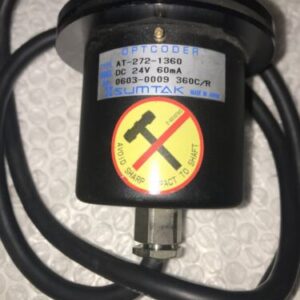 OPTCODER
AT-272-1360
DC 24V 60mA
0603-0009 360C/R
SUMTAK
MADE IN JAPAN
AVOID SHARP IMPACT TO SHAFT